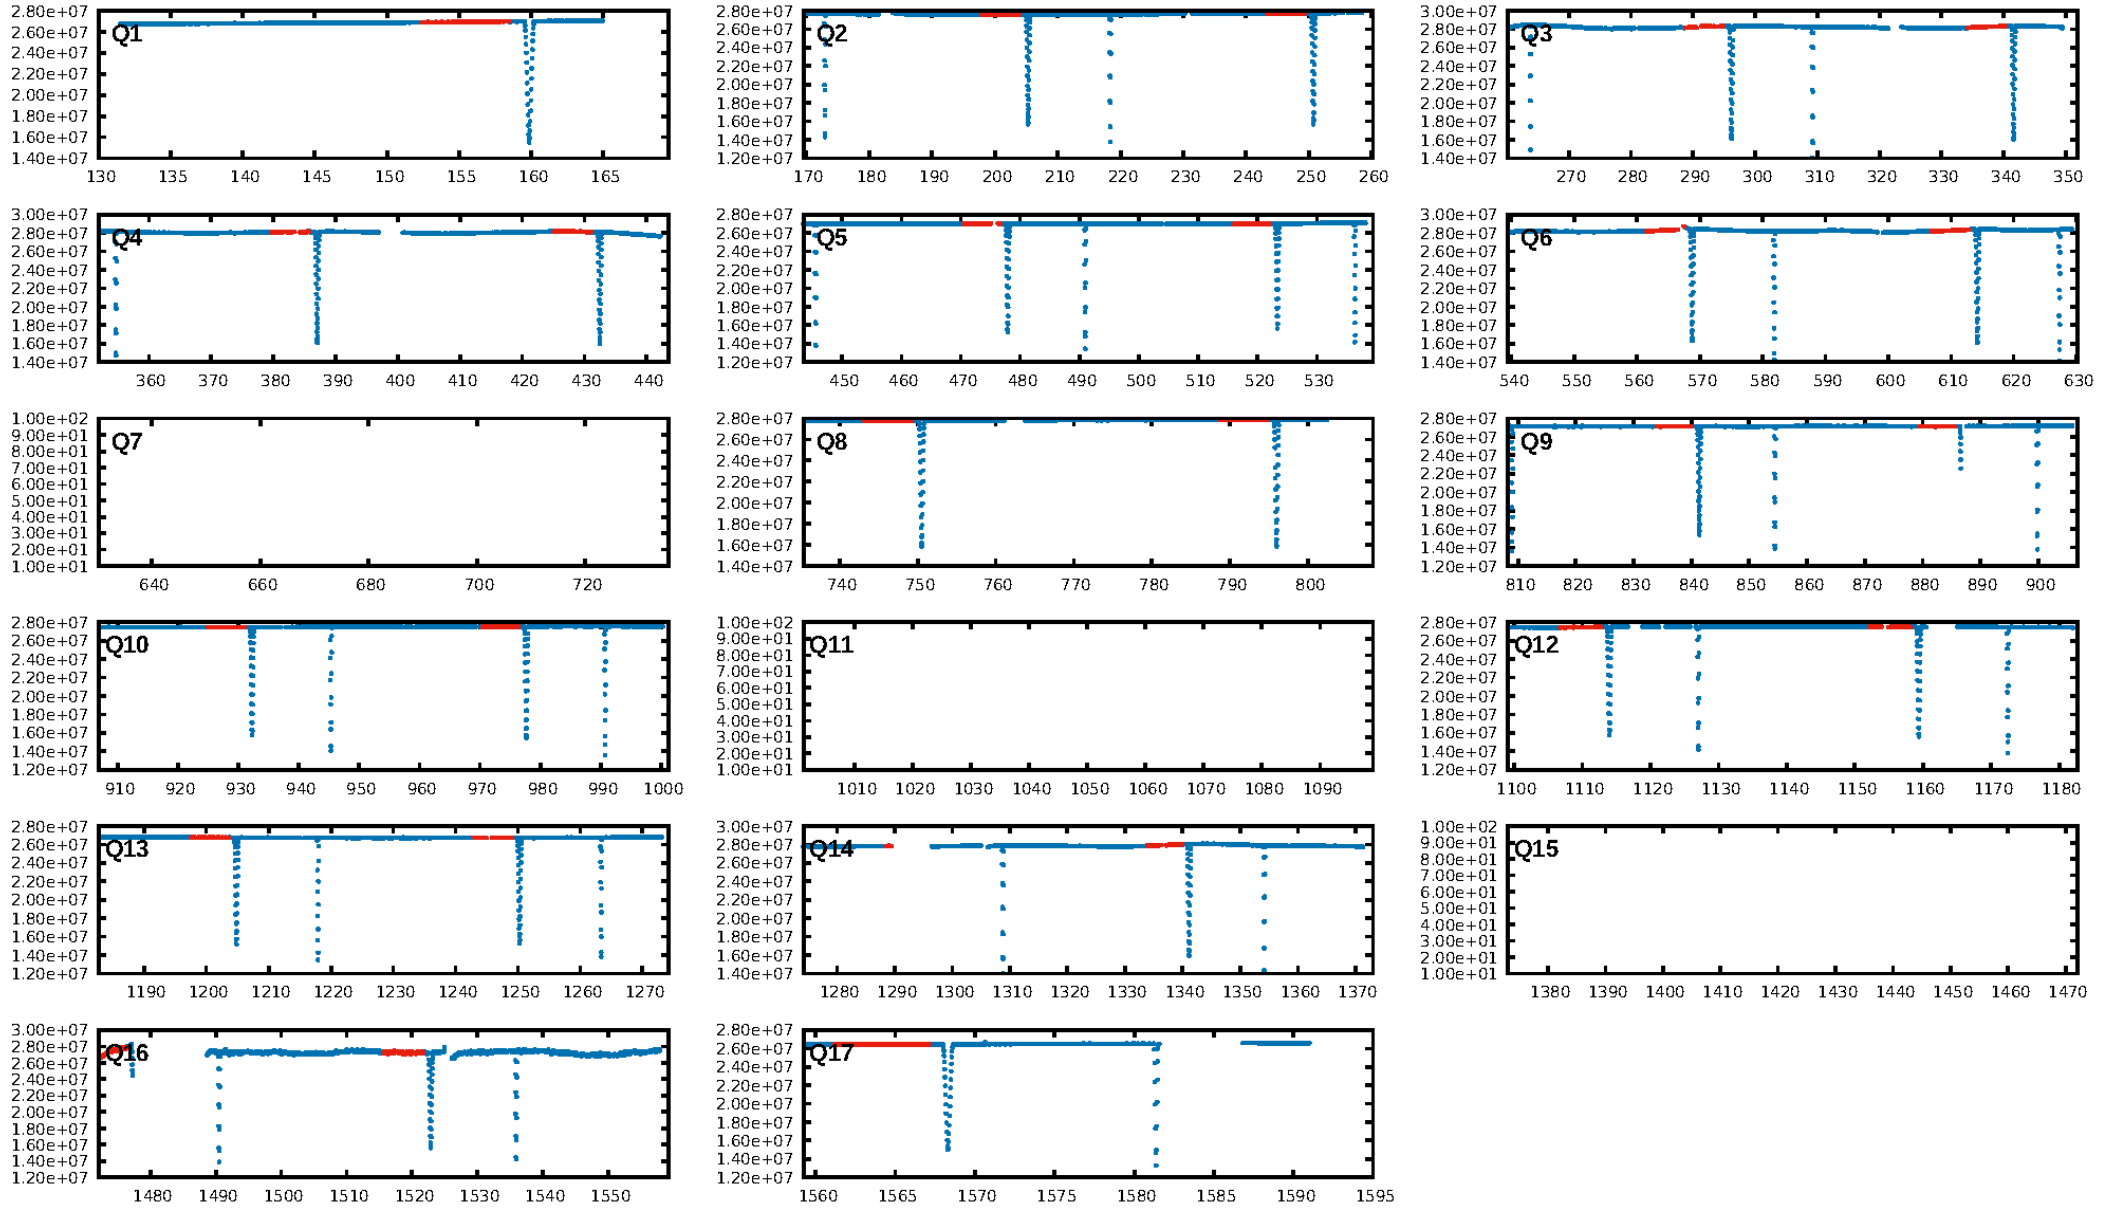 2.80e+07 2.60e+07 2.40e+07 2.20e+07 2.00e+07 1.80e+07 1.60e+07 1.40e+07
Q1
130 135 140 145 150 155 160 165
2.80e+07 2.60e+07 2.40e+07 2.20e+07 2.00e+07 1.80e+07 1.60e+07 1.40e+07 1.20e+07
Q2
170 180 190 200 210 220 230 240 250 260
3.00e+07 2.80e+07 2.60e+07 2.40e+07 2.20e+07 2.00e+07 1.80e+07 1.60e+07 1.40e+07
Q3
270 280 290 300 310 320 330 340 350
3.00e+07 2.80e+07 2.60e+07 2.40e+07 2.20e+07 2.00e+07 1.80e+07 1.60e+07 1.40e+07
Q4
360 370 380 390 400 410 420 430 440
2.80e+07 2.60e+07 2.40e+07 2.20e+07 2.00e+07 1.80e+07 1.60e+07 1.40e+07 1.20e+07
Q5
450 460 470 480 490 500 510 520 530
3.00e+07 2.80e+07 2.60e+07 2.40e+07 2.20e+07 2.00e+07 1.80e+07 1.60e+07 1.40e+07
Q6
540 550 560 570 580 590 600 610 620 630
1.00e+02 9.00e+01 8.00e+01 7.00e+01 6.00e+01 5.00e+01 4.00e+01 3.00e+01 2.00e+01 1.00e+01
Q7
640 660 680 700 720
2.80e+07 2.60e+07 2.40e+07 2.20e+07 2.00e+07 1.80e+07 1.60e+07 1.40e+07
Q8
740 750 760 770 780 790 800
2.80e+07 2.60e+07 2.40e+07 2.20e+07 2.00e+07 1.80e+07 1.60e+07 1.40e+07 1.20e+07
Q9
810 820 830 840 850 860 870 880 890 900
2.80e+07 2.60e+07 2.40e+07 2.20e+07 2.00e+07 1.80e+07 1.60e+07 1.40e+07 1.20e+07
Q10
910 920 930 940 950 960 970 980 990 1000
1.00e+02 9.00e+01 8.00e+01 7.00e+01 6.00e+01 5.00e+01 4.00e+01 3.00e+01 2.00e+01 1.00e+01
Q11
1010 1020 1030 1040 1050 1060 1070 1080 1090
2.80e+07 2.60e+07 2.40e+07 2.20e+07 2.00e+07 1.80e+07 1.60e+07 1.40e+07 1.20e+07
Q12
1100 1110 1120 1130 1140 1150 1160 1170 1180
2.80e+07 2.60e+07 2.40e+07 2.20e+07 2.00e+07 1.80e+07 1.60e+07 1.40e+07 1.20e+07
Q13
1190 1200 1210 1220 1230 1240 1250 1260 1270
3.00e+07 2.80e+07 2.60e+07 2.40e+07 2.20e+07 2.00e+07 1.80e+07 1.60e+07 1.40e+07
Q14
1280 1290 1300 1310 1320 1330 1340 1350 1360 1370
1.00e+02 9.00e+01 8.00e+01 7.00e+01 6.00e+01 5.00e+01 4.00e+01 3.00e+01 2.00e+01 1.00e+01
Q15
1380 1390 1400 1410 1420 1430 1440 1450 1460 1470
3.00e+07 2.80e+07 2.60e+07 2.40e+07 2.20e+07 2.00e+07 1.80e+07 1.60e+07 1.40e+07 1.20e+07
Q16
1480 1490 1500 1510 1520 1530 1540 1550
2.80e+07 2.60e+07 2.40e+07 2.20e+07 2.00e+07 1.80e+07 1.60e+07 1.40e+07 1.20e+07
Q17
1560 1565 1570 1575 1580 1585 1590 1595